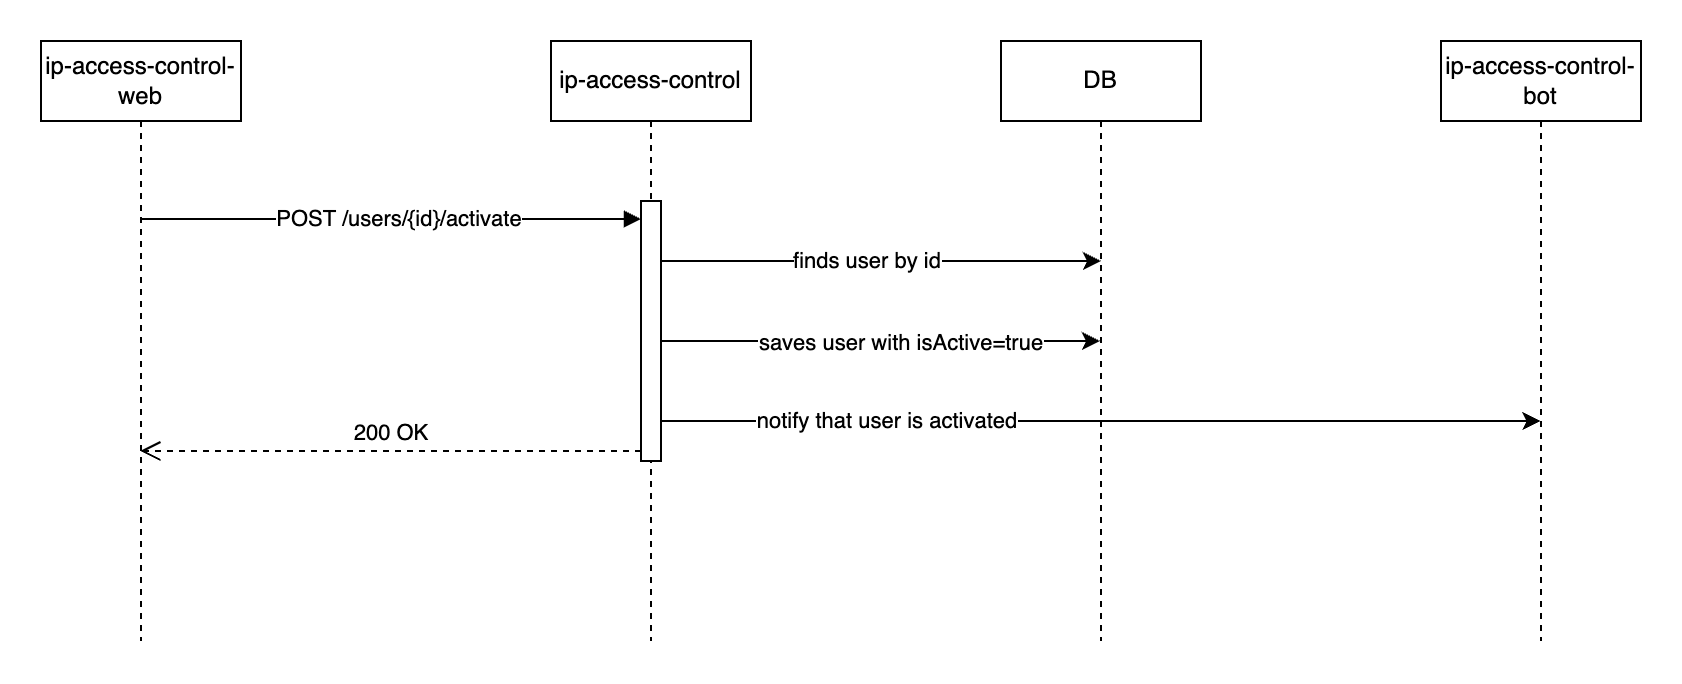 ip-access-control-
web
ip-access-control
DB
ip-access-control-
bot
POST /users/{id}/activate
finds user by id
saves user with isActive=true
notify that user is activated
200 OK